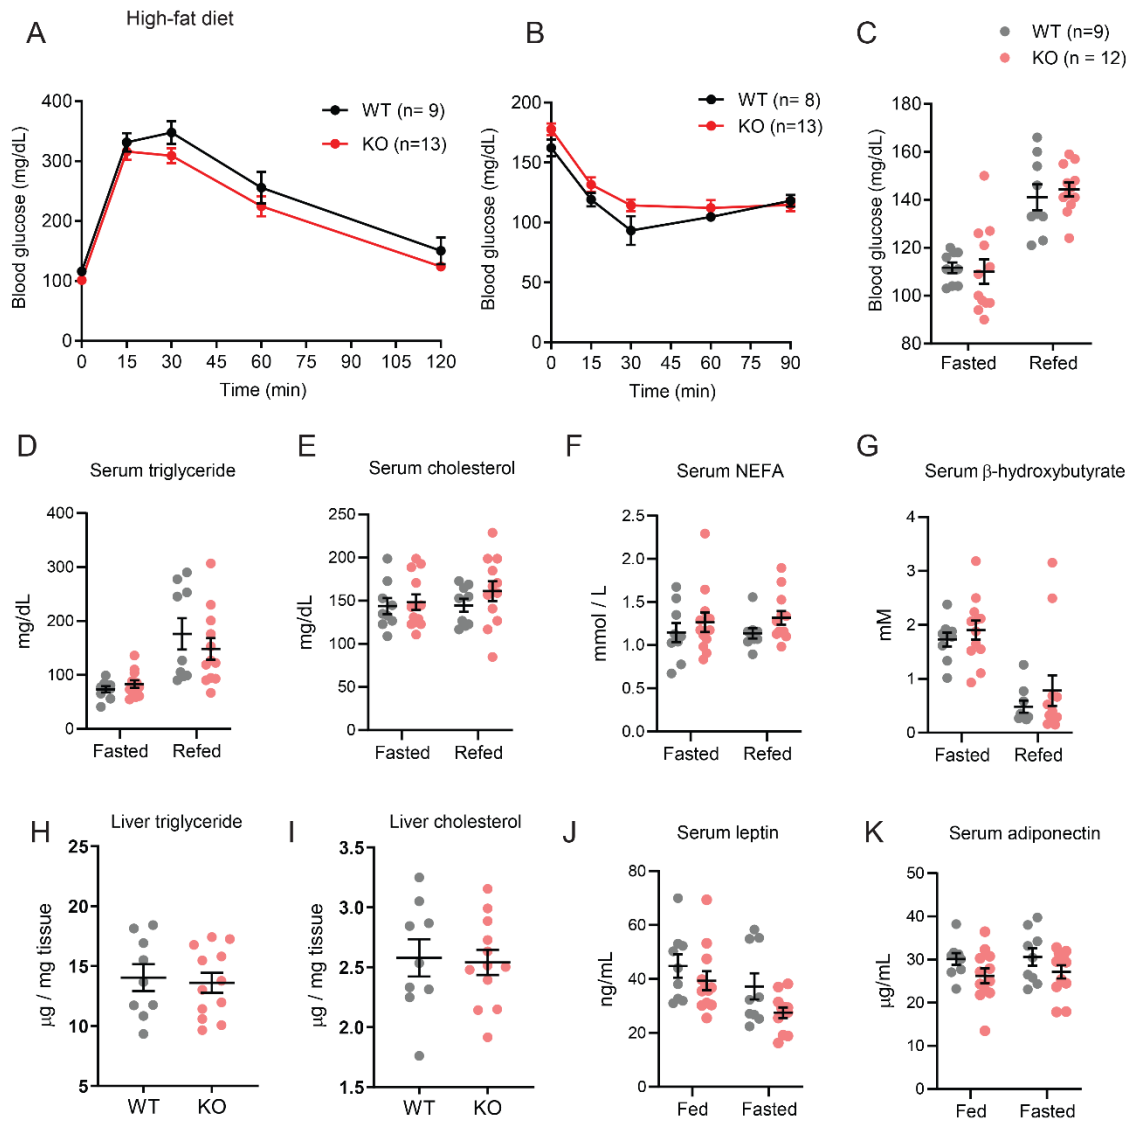 High-fat diet
A
WT (n= 9)
KO (n=13)
Blood glucose (mg/dL)
400
300
200
100
0
0 15 30 45 60 75 90 105 120
Time (min)
B
WT (n= 8)
KO (n=13)
Blood glucose (mg/dL)
200
150
100
50
0
0 15 30 45 60 75 90
Time (min)
C
WT (n=9)
KO (n = 12)
Blood glucose (mg/dL)
180
160
140
120
100
80
Fasted Refed
D
Serum triglyceride
mg/dL
400
300
200
100
0
Fasted Refed
E
Serum cholesterol
mg/dL
250
200
150
100
50
0
Fasted Refed
F
Serum NEFA
mmol / L
2.5
2.0
1.5
1.0
0.5
0.0
Fasted Refed
G
Serum β-hydroxybutyrate
mM
4
3
2
1
0
Fasted Refed
H
Liver triglyceride
μg / mg tissue
25
20
15
10
5
WT KO
I
Liver cholesterol
μg / mg tissue
3.5
3.0
2.5
2.0
1.5
WT KO
J
Serum leptin
ng/mL
80
60
40
20
0
Fed Fasted
K
Serum adiponectin
μg/mL
50
40
30
20
10
0
Fed Fasted